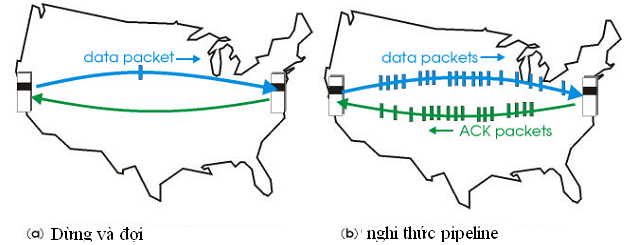 data packet
data packets
ACK packets
(a) Dừng và đợi
(b) nghi thức pipeline